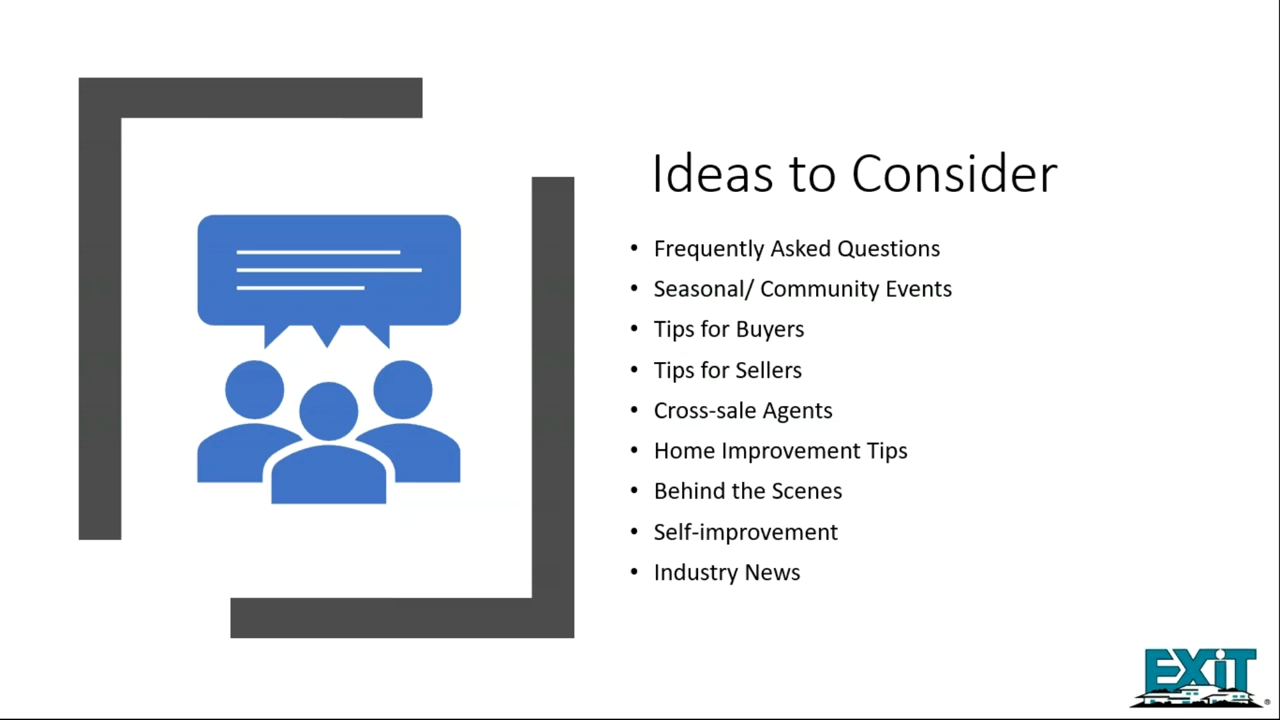 Ideas to Consider
• Frequently Asked Questions
• Seasonal/ Community Events
• Tips for Buyers
• Tips for Sellers
• Cross-sale Agents
• Home Improvement Tips
• Behind the Scenes
• Self-improvement
• Industry News
EXiT
®